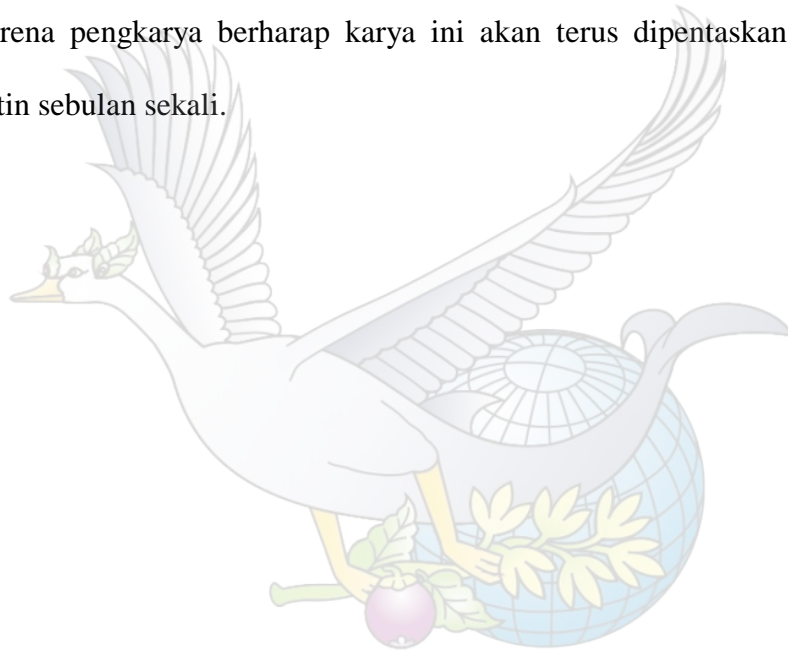 rena pengkarya berharap karya ini akan terus dipentaskan
tin sebulan sekali.